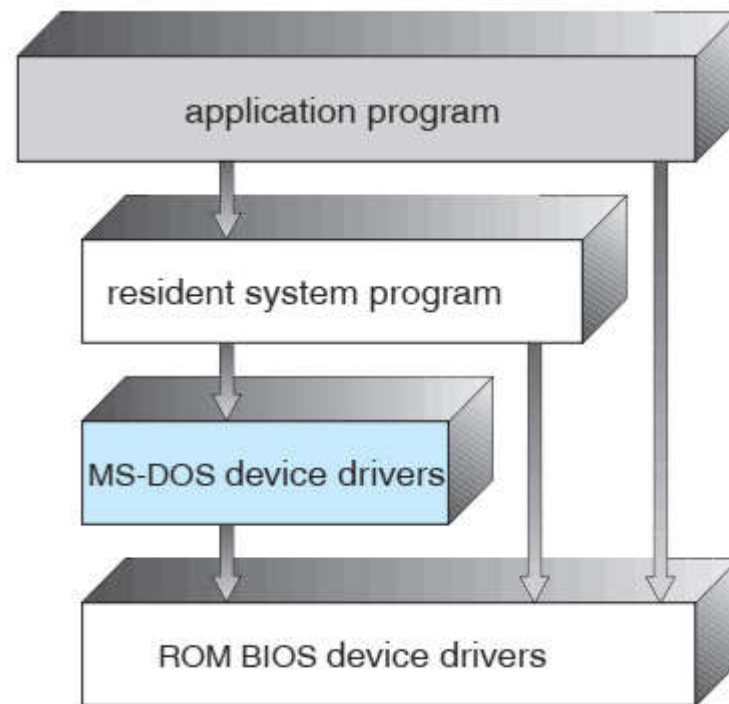 application program
resident system program
MS-DOS device drivers
ROM BIOS device drivers